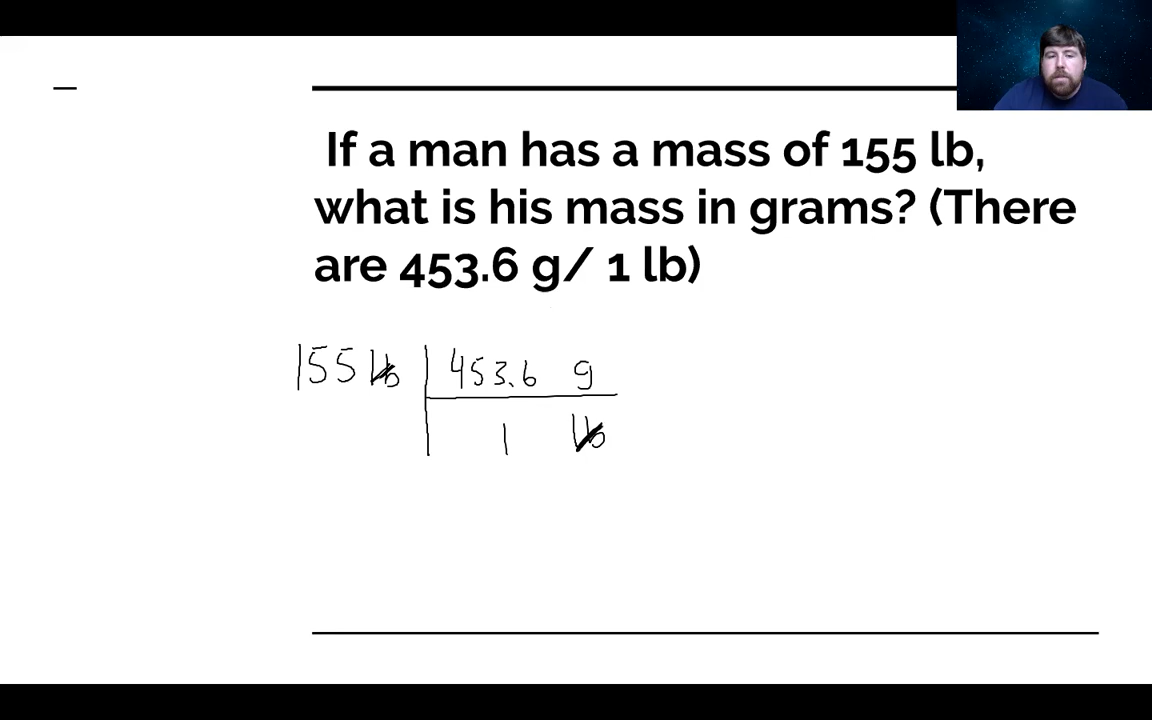 If a man has a mass of 155 lb,
what is his mass in grams? (There
are 453.6 g/ 1 lb)
155 lb 453.6 g
1 lb